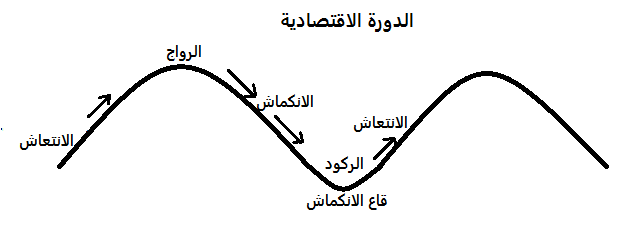 الدورة الاقتصادية
الرواج
الانكماش
الانتعاش
الانتعاش
الركود
قاع الانكماش